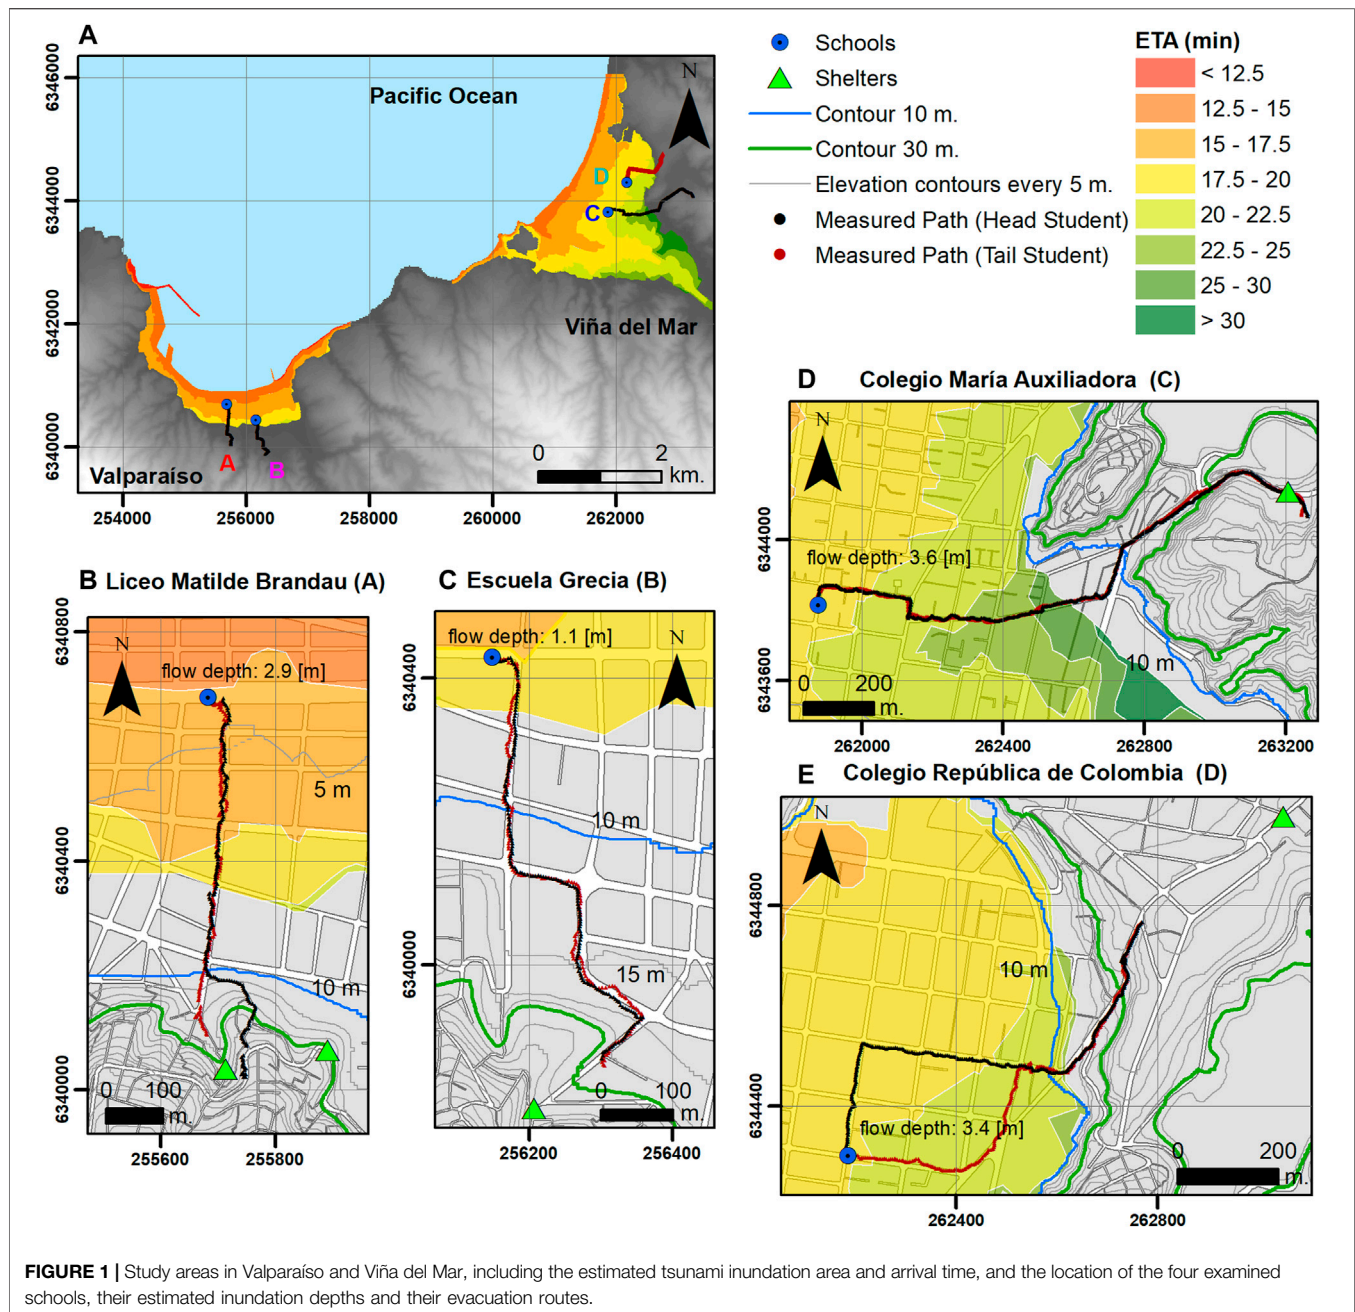 A
6346000
6344000
6342000
6340000
Pacific Ocean
N
D
C
Viña del Mar
A
B
Valparaíso
0 2
km.
254000 256000 258000 260000 262000
Schools
Shelters
Contour 10 m.
Contour 30 m.
Elevation contours every 5 m.
Measured Path (Head Student)
Measured Path (Tail Student)
ETA (min)
< 12.5
12.5 - 15
15 - 17.5
17.5 - 20
20 - 22.5
22.5 - 25
25 - 30
> 30
B Liceo Matilde Brandau (A)
6340800
6340400
6340000
N
flow depth: 2.9 [m]
5 m
10 m
0 100
m.
255600 255800
C Escuela Grecia (B)
6340400
6340000
flow depth: 1.1 [m]
N
10 m
15 m
0 100
m.
256200 256400
D Colegio María Auxiliadora (C)
N
6344000
6343600
flow depth: 3.6 [m]
10 m
0 200
m.
262000 262400 262800 263200
E Colegio República de Colombia (D)
N
6344800
6344400
10 m
flow depth: 3.4 [m]
0 200
m.
262400 262800
FIGURE 1 | Study areas in Valparaíso and Viña del Mar, including the estimated tsunami inundation area and arrival time, and the location of the four examined
schools, their estimated inundation depths and their evacuation routes.